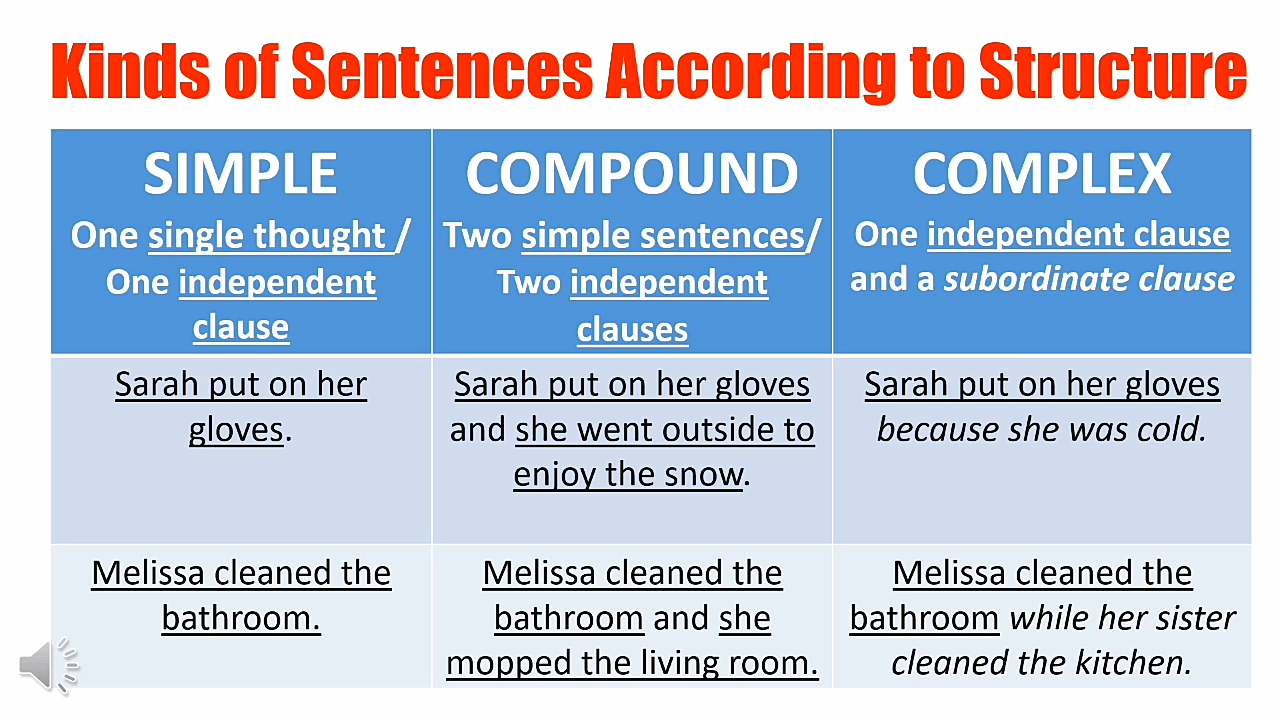 Kinds of Sentences According to Structure
SIMPLE
One single thought /
One independent
clause
COMPOUND
Two simple sentences/
Two independent
clauses
COMPLEX
One independent clause
and a subordinate clause
Sarah put on her
gloves.
Sarah put on her gloves
and she went outside to
enjoy the snow.
Sarah put on her gloves
because she was cold.
Melissa cleaned the
bathroom.
Melissa cleaned the
bathroom and she
mopped the living room.
Melissa cleaned the
bathroom while her sister
cleaned the kitchen.